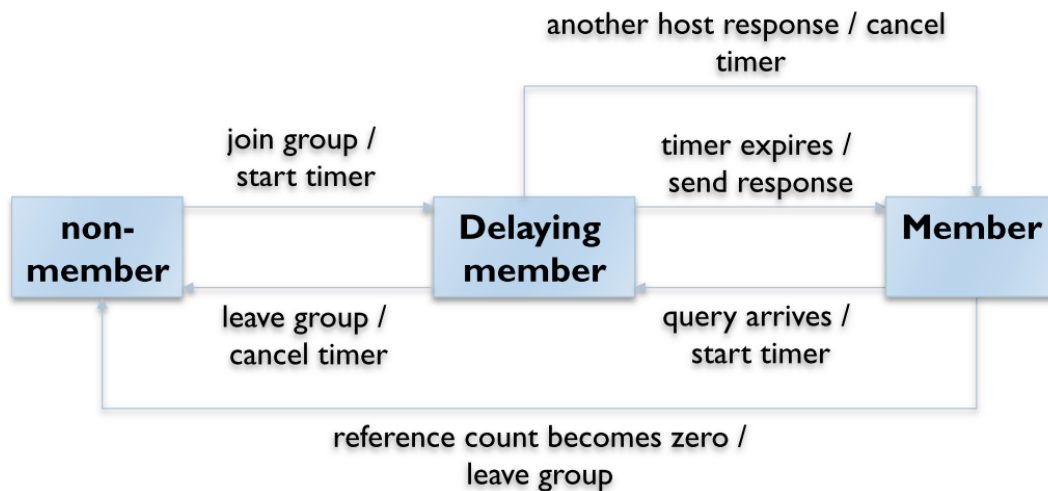 another host response / cancel
timer
join group /
start timer
timer expires /
send response
non-
member
Delaying
member
Member
leave group /
cancel timer
query arrives /
start timer
reference count becomes zero /
leave group